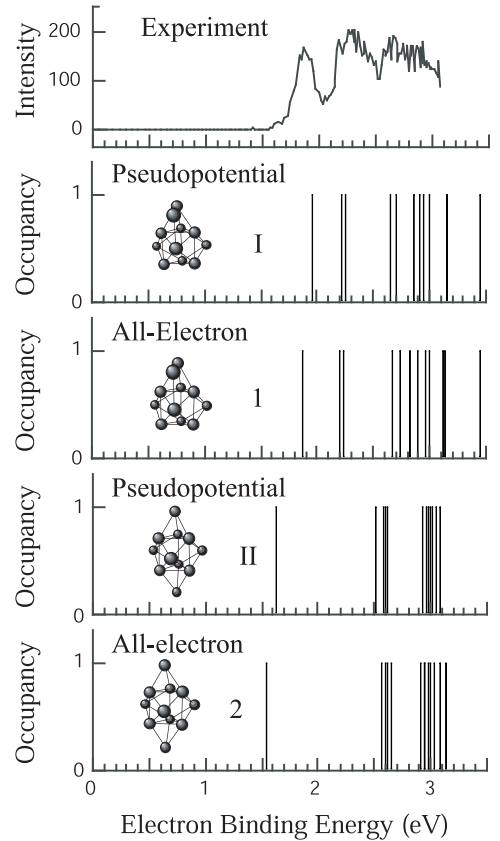 Experiment
Intensity
200
100
0
Pseudopotential
Occupancy
1
0
I
All-Electron
Occupancy
1
0
1
Pseudopotential
Occupancy
1
0
II
All-electron
Occupancy
1
0
2
0 1 2 3
Electron Binding Energy (eV)